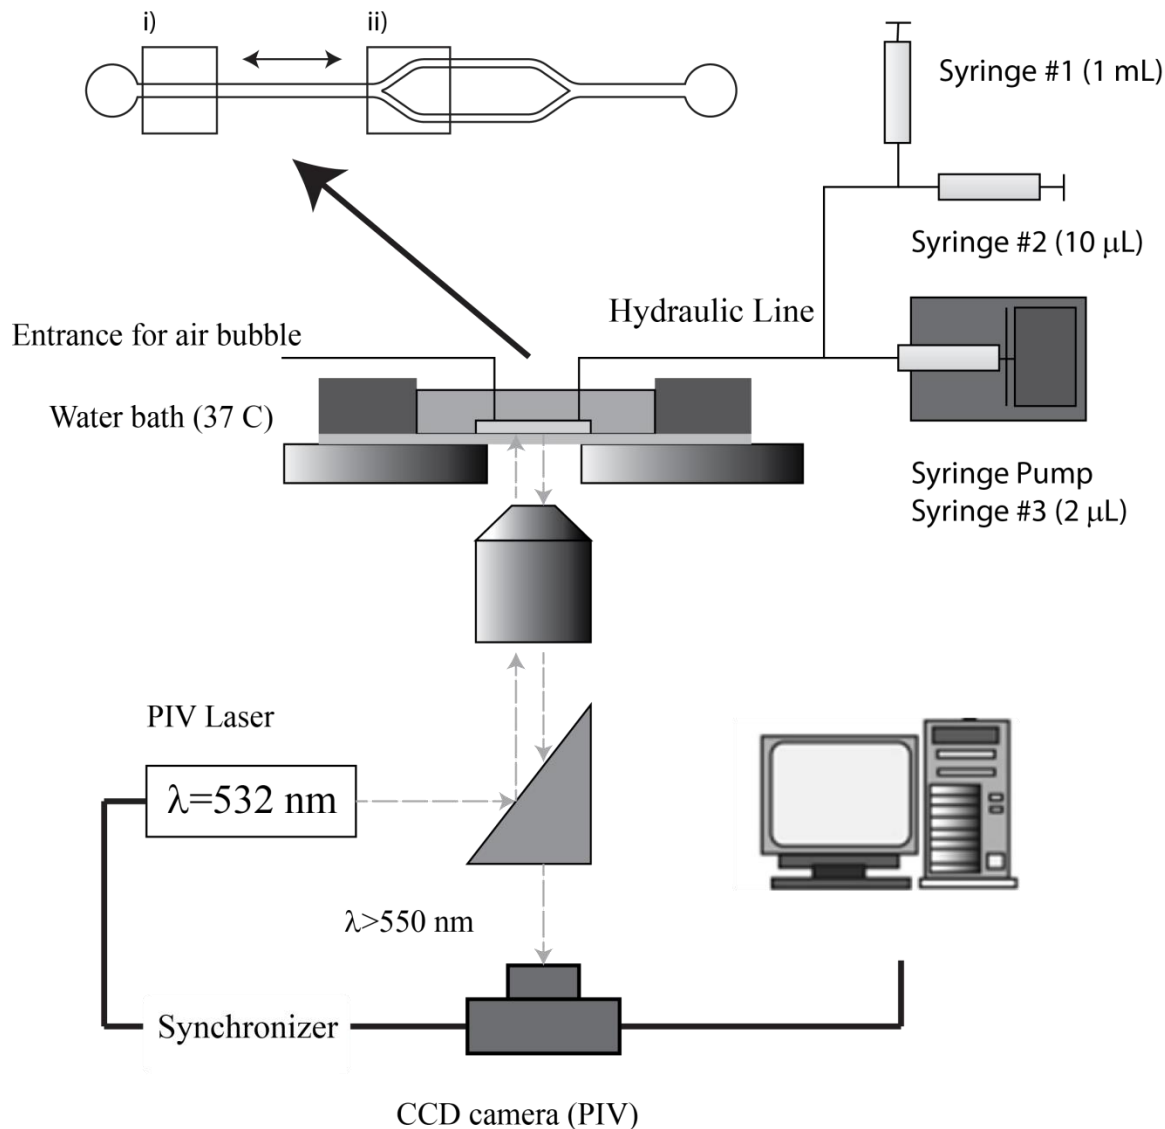 i)
ii)
Syringe #1 (1 mL)
Syringe #2 (10 μL)
Hydraulic Line
Entrance for air bubble
Water bath (37 C)
Syringe Pump
Syringe #3 (2 μL)
PIV Laser
λ=532 nm
λ>550 nm
Synchronizer
CCD camera (PIV)